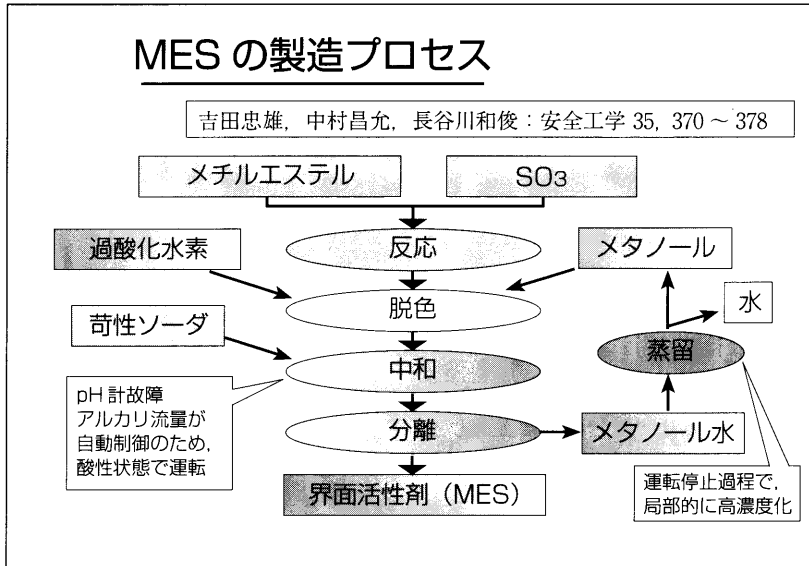 MES の製造プロセス
吉田忠雄, 中村昌允, 長谷川和俊：安全工学 35, 370 ～ 378
メチルエステル
SO3
過酸化水素
反応
メタノール
脱色
水
苛性ソーダ
蒸留
中和
pH 計故障
アルカリ流量が
自動制御のため,
酸性状態で運転
分離
メタノール水
界面活性剤（MES）
運転停止過程で,
局部的に高濃度化